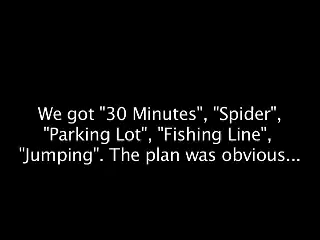 We got "30 Minutes", "Spider",
"Parking Lot", "Fishing Line",
"Jumping". The plan was obvious...